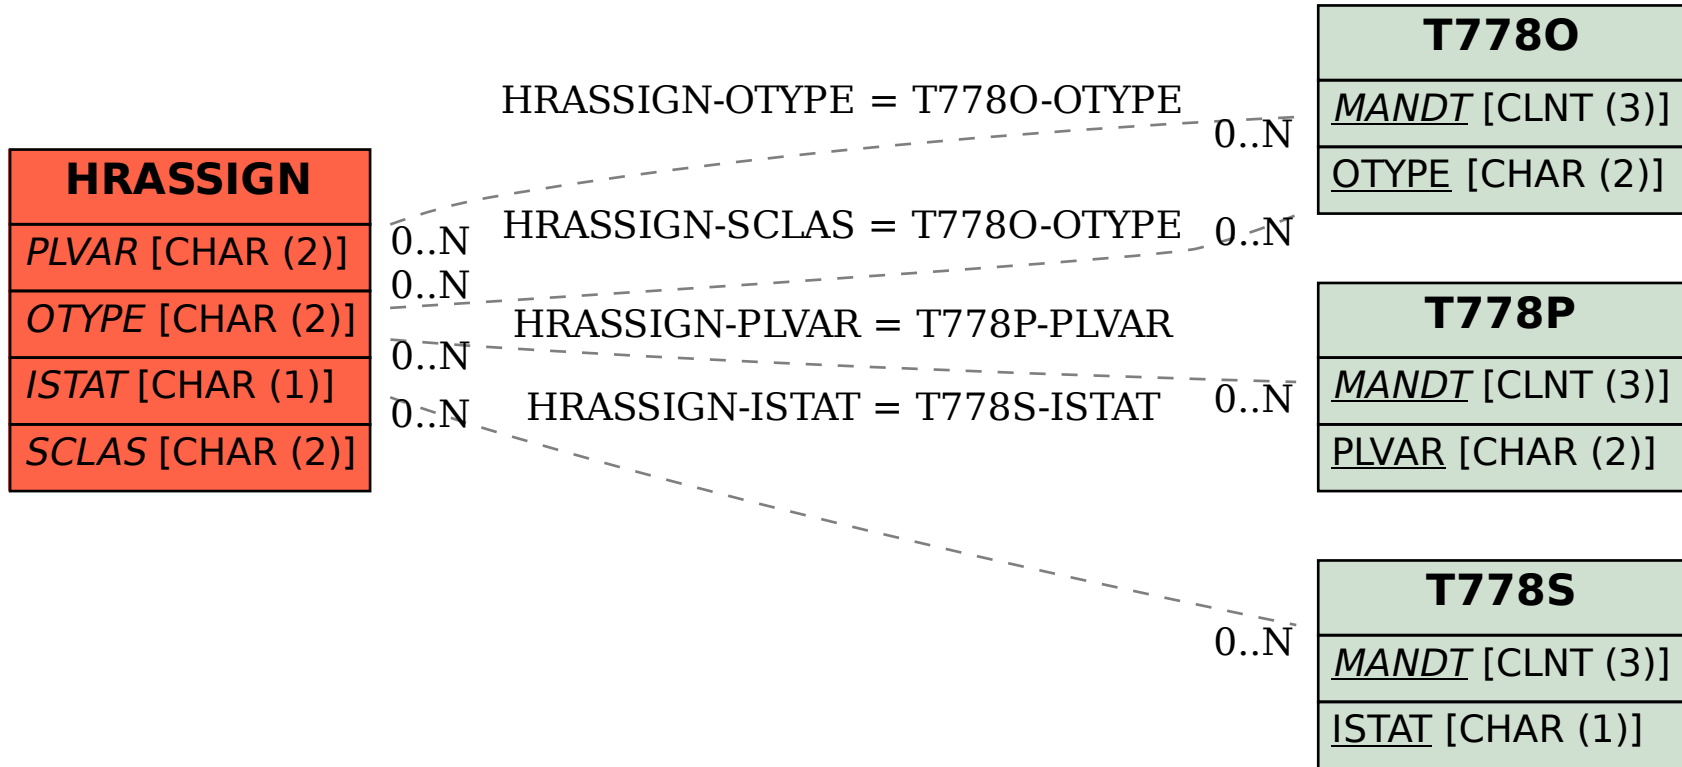 HRASSIGN
PLVAR [CHAR (2)]
OTYPE [CHAR (2)]
ISTAT [CHAR (1)]
SCLAS [CHAR (2)]
HRASSIGN-OTYPE = T778O-OTYPE
0..N
0..N
HRASSIGN-SCLAS = T778O-OTYPE
0..N
0..N
HRASSIGN-PLVAR = T778P-PLVAR
0..N
0..N
HRASSIGN-ISTAT = T778S-ISTAT
0..N
0..N
T778O
MANDT [CLNT (3)]
OTYPE [CHAR (2)]
T778P
MANDT [CLNT (3)]
PLVAR [CHAR (2)]
T778S
MANDT [CLNT (3)]
ISTAT [CHAR (1)]